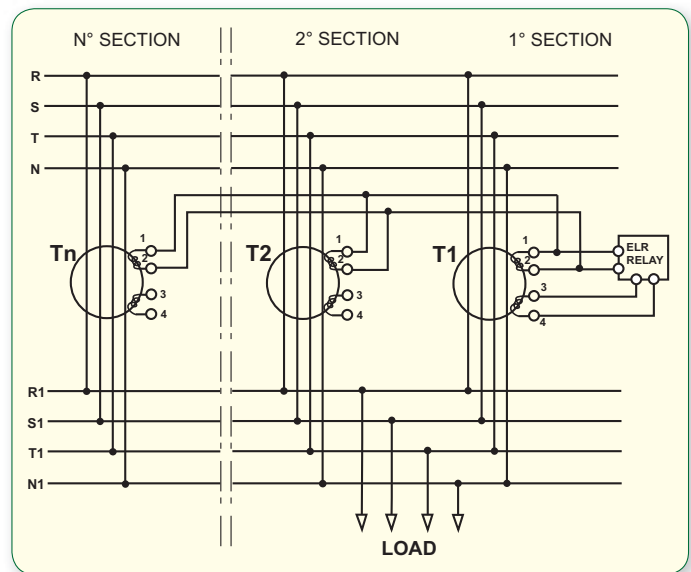 N° SECTION 2° SECTION 1° SECTION
R
S
T
N
1 1 1
Tn 2 T2 2 T1 2 ELR
RELAY
3 3 3
4 4 4
R1
S1
T1
N1
LOAD